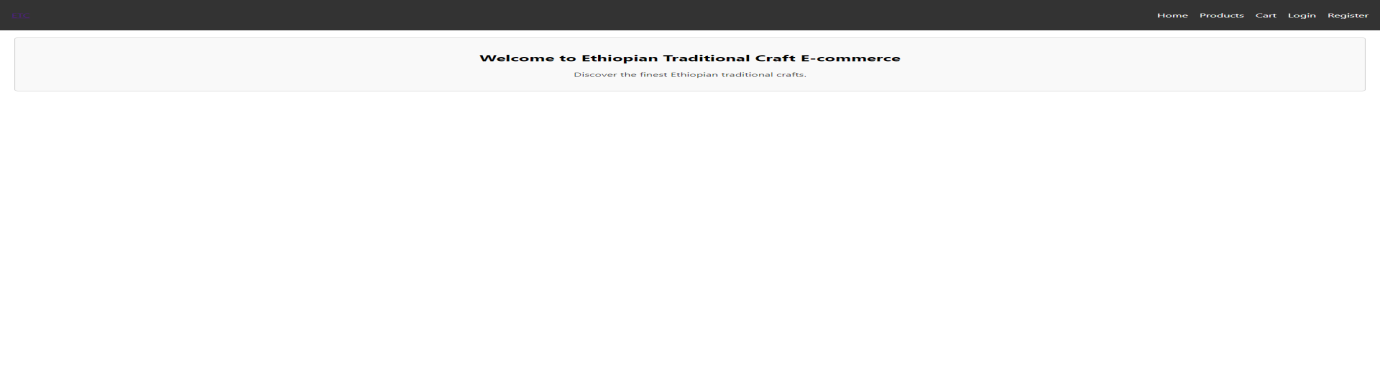 Home Products Cart Login Register
Welcome to Ethiopian Traditional Craft E-commerce
Discover the finest Ethiopian traditional crafts.